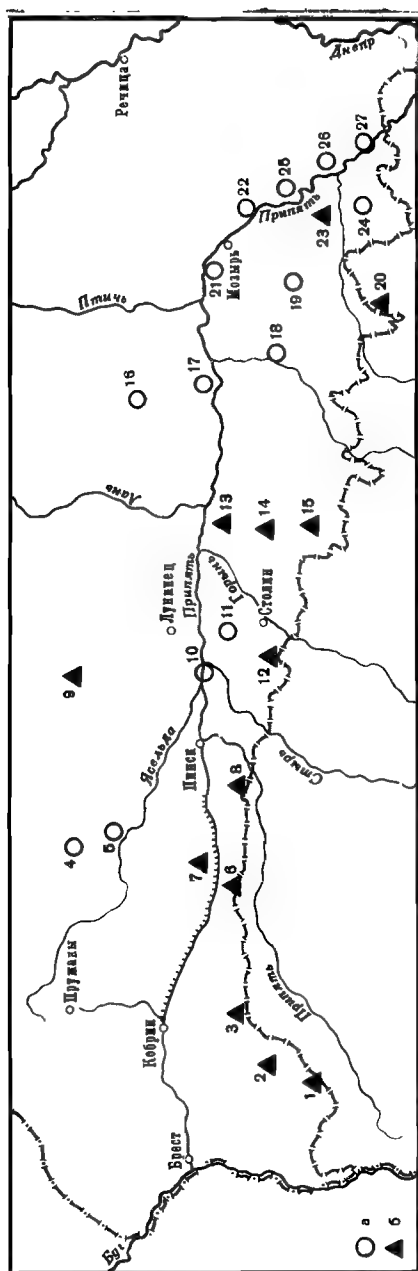 Речица
Днепр
Птичь
Лань
16
9
4
5
Пружаны
Ясельда
Лунинец
Припять
17
21
Мозырь
22
25
Припять
26
27
23
24
20
19
18
13
14
15
11
Горынь
Столин
10
12
Пинск
Стырь
8
7
6
Кобрин
3
2
1
Припять
Брест
Буг
а
б